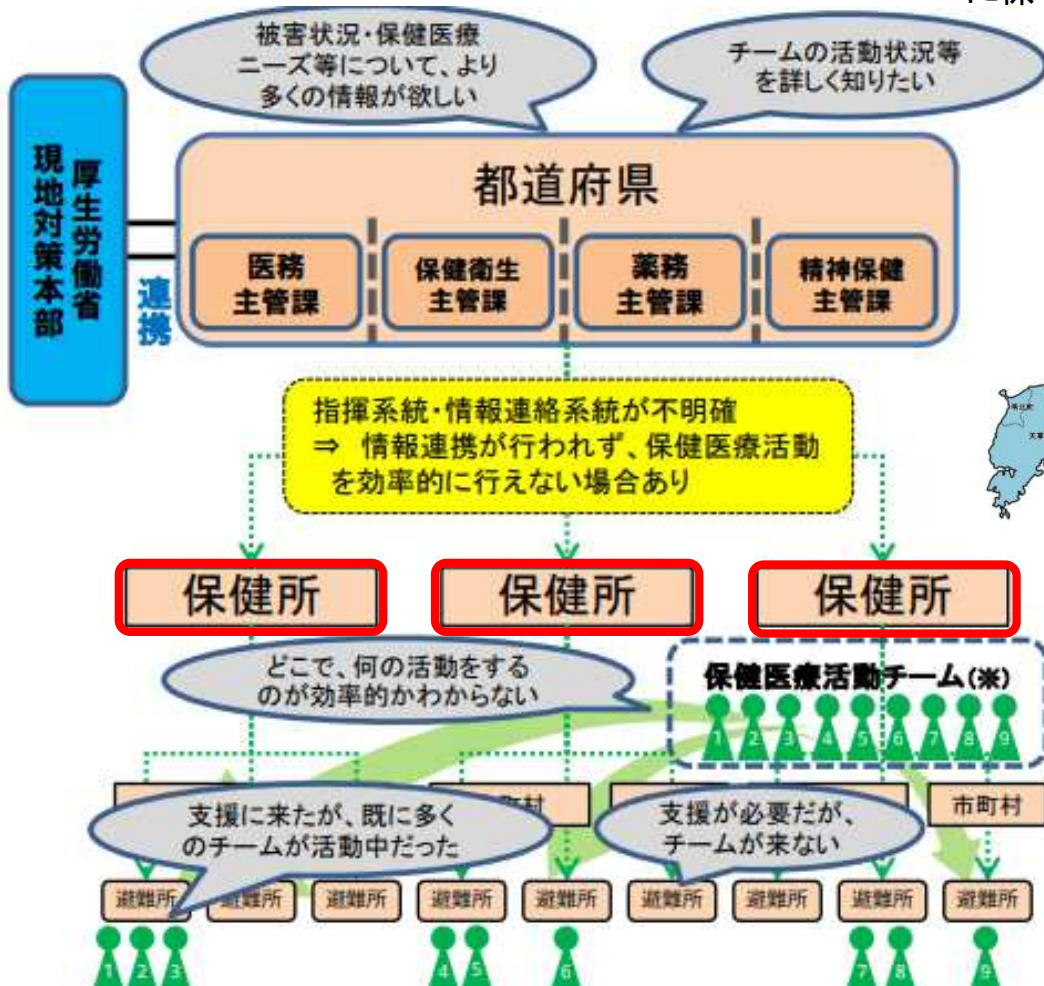 被害状況・保健医療
ニーズ等について、より
多くの情報が欲しい
チームの活動状況等
を詳しく知りたい
厚生労働省
現地対策本部
連携
都道府県
医務
主管課
保健衛生
主管課
薬務
主管課
精神保健
主管課
指揮系統・情報連絡系統が不明確
⇒ 情報連携が行われず、保健医療活動
を効率的に行えない場合あり
保健所
保健所
保健所
どこで、何の活動をする
のが効率的かわからない
保健医療活動チーム(※)
1 2 3 4 5 6 7 8 9
支援に来たが、既に多く
のチームが活動中だった
町村
支援が必要だが、
チームが来ない
市町村
避難所
避難所
避難所
避難所
避難所
避難所
避難所
避難所
避難所
1 2 3 4 5 6 7 8 9